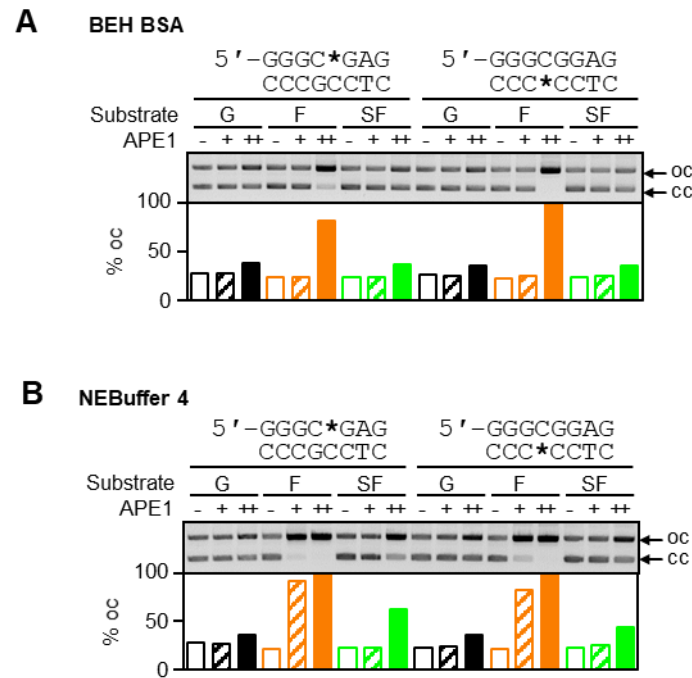 A BEH BSA
5′-GGGC*GAG 5′-GGGCGGAG
CCCGCCTC CCC*CCTC
Substrate G F SF G F SF
APE1 - + ++ - + ++ - + ++ - + ++ - + ++ - + ++
oc
cc
100
50
0
% oc
B NEBuffer 4
5′-GGGC*GAG 5′-GGGCGGAG
CCCGCCTC CCC*CCTC
Substrate G F SF G F SF
APE1 - + ++ - + ++ - + ++ - + ++ - + ++ - + ++
oc
cc
100
50
0
% oc